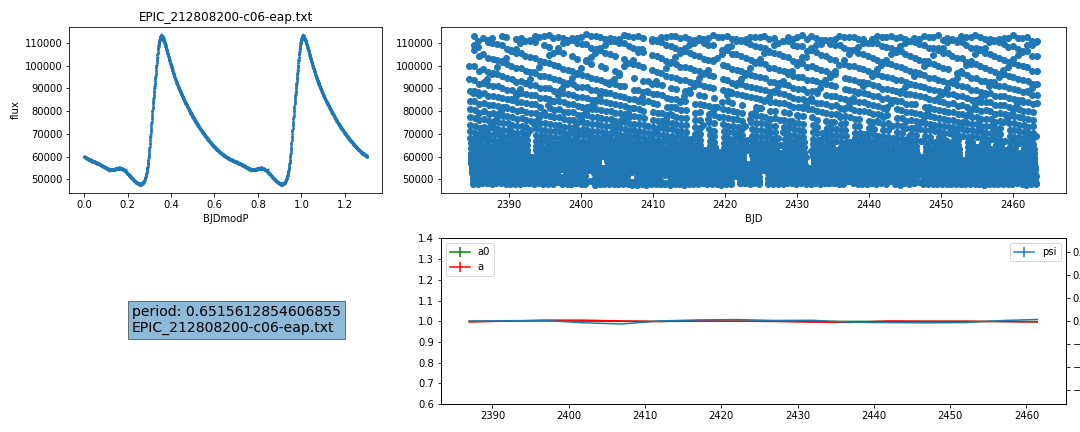 EPIC_212808200-c06-eap.txt
110000
100000
90000
80000
70000
60000
50000
flux
0.0 0.2 0.4 0.6 0.8 1.0 1.2
BJDmodP
110000
100000
90000
80000
70000
60000
50000
2390 2400 2410 2420 2430 2440 2450 2460
BJD
period: 0.6515612854606855
EPIC_212808200-c06-eap.txt
1.4
1.3
1.2
1.1
1.0
0.9
0.8
0.7
0.6
a0
a
psi
2390 2400 2410 2420 2430 2440 2450 2460